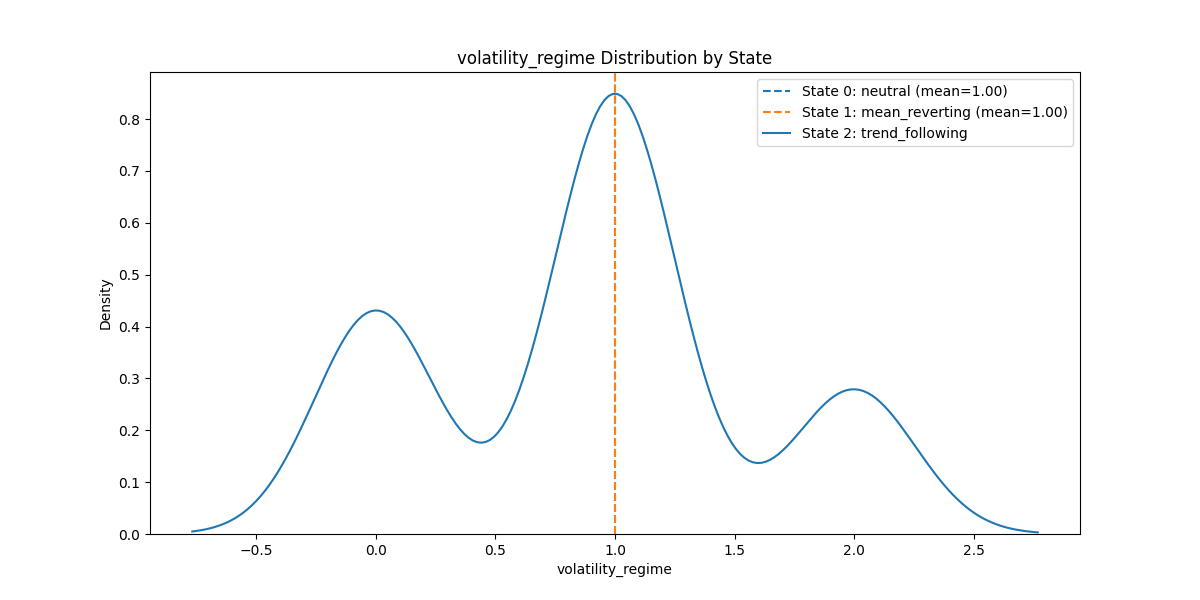 volatility_regime Distribution by State
State 0: neutral (mean=1.00)
State 1: mean_reverting (mean=1.00)
State 2: trend_following
Density
0.8
0.7
0.6
0.5
0.4
0.3
0.2
0.1
0.0
−0.5 0.0 0.5 1.0 1.5 2.0 2.5
volatility_regime